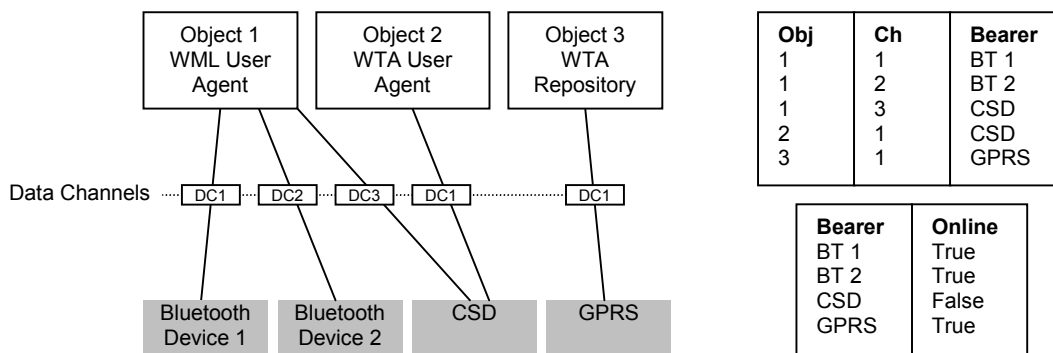 Object 1
WML User
Agent
Object 2
WTA User
Agent
Object 3
WTA
Repository
Data Channels
DC1
DC2
DC3
DC1
DC1
Bluetooth
Device 1
Bluetooth
Device 2
CSD
GPRS
Obj Ch Bearer
1 1 BT 1
1 2 BT 2
1 3 CSD
2 1 CSD
3 1 GPRS
Bearer Online
BT 1 True
BT 2 True
CSD False
GPRS True